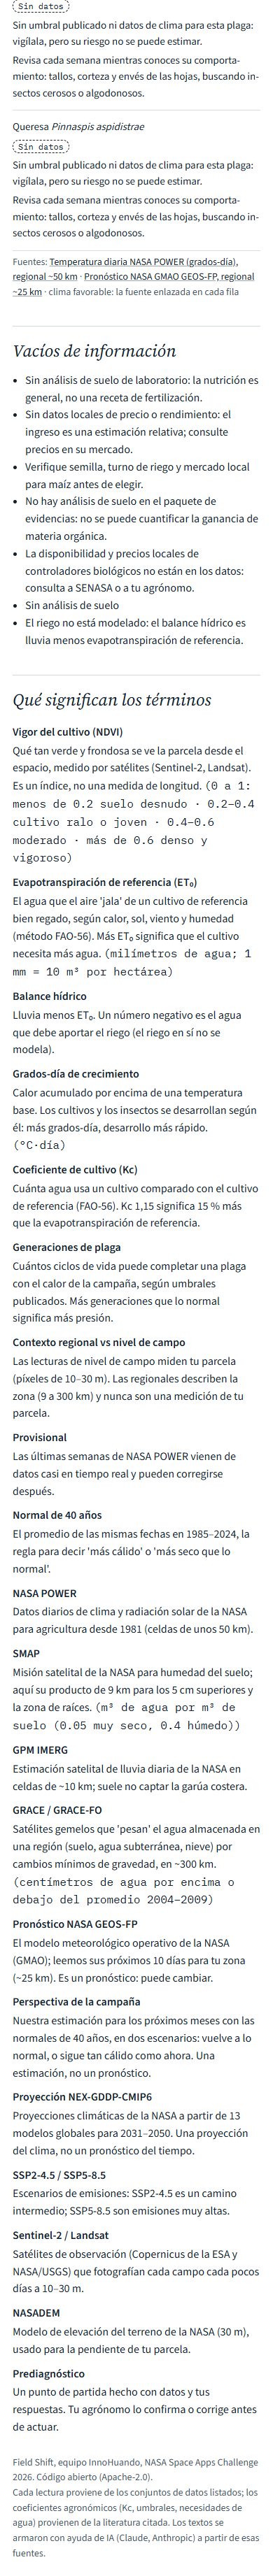 Sin datos
Sin umbral publicado ni datos de clima para esta plaga:
vigílala, pero su riesgo no se puede estimar.
Revisa cada semana mientras conoces su comporta-
miento: tallos, corteza y envés de las hojas, buscando in-
sectos cerosos o algodonosos.
Queresa Pinnaspis aspidistrae
Sin datos
Sin umbral publicado ni datos de clima para esta plaga:
vigílala, pero su riesgo no se puede estimar.
Revisa cada semana mientras conoces su comporta-
miento: tallos, corteza y envés de las hojas, buscando in-
sectos cerosos o algodonosos.
Fuentes: Temperatura diaria NASA POWER (grados-día),
regional ~50 km · Pronóstico NASA GMAO GEOS-FP, regional
~25 km · clima favorable: la fuente enlazada en cada fila
Vacíos de información
• Sin análisis de suelo de laboratorio: la nutrición es
general, no una receta de fertilización.
• Sin datos locales de precio o rendimiento: el
ingreso es una estimación relativa; consulte
precios en su mercado.
• Verifique semilla, turno de riego y mercado local
para maíz antes de elegir.
• No hay análisis de suelo en el paquete de
evidencias: no se puede cuantificar la ganancia de
materia orgánica.
• La disponibilidad y precios locales de
controladores biológicos no están en los datos:
consulta a SENASA o a tu agrónomo.
• Sin análisis de suelo
• El riego no está modelado: el balance hídrico es
lluvia menos evapotranspiración de referencia.
Qué significan los términos
Vigor del cultivo (NDVI)
Qué tan verde y frondosa se ve la parcela desde el
espacio, medido por satélites (Sentinel-2, Landsat).
Es un índice, no una medida de longitud. (0 a 1:
menos de 0.2 suelo desnudo · 0.2–0.4
cultivo ralo o joven · 0.4–0.6
moderado · más de 0.6 denso y
vigoroso)
Evapotranspiración de referencia (ET₀)
El agua que el aire 'jala' de un cultivo de referencia
bien regado, según calor, sol, viento y humedad
(método FAO-56). Más ET₀ significa que el cultivo
necesita más agua. (milímetros de agua; 1
mm = 10 m³ por hectárea)
Balance hídrico
Lluvia menos ET₀. Un número negativo es el agua
que debe aportar el riego (el riego en sí no se
modela).
Grados-día de crecimiento
Calor acumulado por encima de una temperatura
base. Los cultivos y los insectos se desarrollan según
él: más grados-día, desarrollo más rápido.
(°C·día)
Coeficiente de cultivo (Kc)
Cuánta agua usa un cultivo comparado con el cultivo
de referencia (FAO-56). Kc 1,15 significa 15 % más
que la evapotranspiración de referencia.
Generaciones de plaga
Cuántos ciclos de vida puede completar una plaga
con el calor de la campaña, según umbrales
publicados. Más generaciones que lo normal
significa más presión.
Contexto regional vs nivel de campo
Las lecturas de nivel de campo miden tu parcela
(píxeles de 10–30 m). Las regionales describen la
zona (9 a 300 km) y nunca son una medición de tu
parcela.
Provisional
Las últimas semanas de NASA POWER vienen de
datos casi en tiempo real y pueden corregirse
después.
Normal de 40 años
El promedio de las mismas fechas en 1985–2024, la
regla para decir 'más cálido' o 'más seco que lo
normal'.
NASA POWER
Datos diarios de clima y radiación solar de la NASA
para agricultura desde 1981 (celdas de unos 50 km).
SMAP
Misión satelital de la NASA para humedad del suelo;
aquí su producto de 9 km para los 5 cm superiores y
la zona de raíces. (m³ de agua por m³ de
suelo (0.05 muy seco, 0.4 húmedo))
GPM IMERG
Estimación satelital de lluvia diaria de la NASA en
celdas de ~10 km; suele no captar la garúa costera.
GRACE / GRACE-FO
Satélites gemelos que 'pesan' el agua almacenada en
una región (suelo, agua subterránea, nieve) por
cambios mínimos de gravedad, en ~300 km.
(centímetros de agua por encima o
debajo del promedio 2004–2009)
Pronóstico NASA GEOS-FP
El modelo meteorológico operativo de la NASA
(GMAO); leemos sus próximos 10 días para tu zona
(~25 km). Es un pronóstico: puede cambiar.
Perspectiva de la campaña
Nuestra estimación para los próximos meses con las
normales de 40 años, en dos escenarios: vuelve a lo
normal, o sigue tan cálido como ahora. Una
estimación, no un pronóstico.
Proyección NEX-GDDP-CMIP6
Proyecciones climáticas de la NASA a partir de 13
modelos globales para 2031–2050. Una proyección
del clima, no un pronóstico del tiempo.
SSP2-4.5 / SSP5-8.5
Escenarios de emisiones: SSP2-4.5 es un camino
intermedio; SSP5-8.5 son emisiones muy altas.
Sentinel-2 / Landsat
Satélites de observación (Copernicus de la ESA y
NASA/USGS) que fotografían cada campo cada pocos
días a 10–30 m.
NASADEM
Modelo de elevación del terreno de la NASA (30 m),
usado para la pendiente de tu parcela.
Prediagnóstico
Un punto de partida hecho con datos y tus
respuestas. Tu agrónomo lo confirma o corrige antes
de actuar.
Field Shift, equipo InnoHuando, NASA Space Apps Challenge
2026. Código abierto (Apache-2.0).
Cada lectura proviene de los conjuntos de datos listados; los
coeficientes agronómicos (Kc, umbrales, necesidades de
agua) provienen de la literatura citada. Los textos se
armaron con ayuda de IA (Claude, Anthropic) a partir de esas
fuentes.